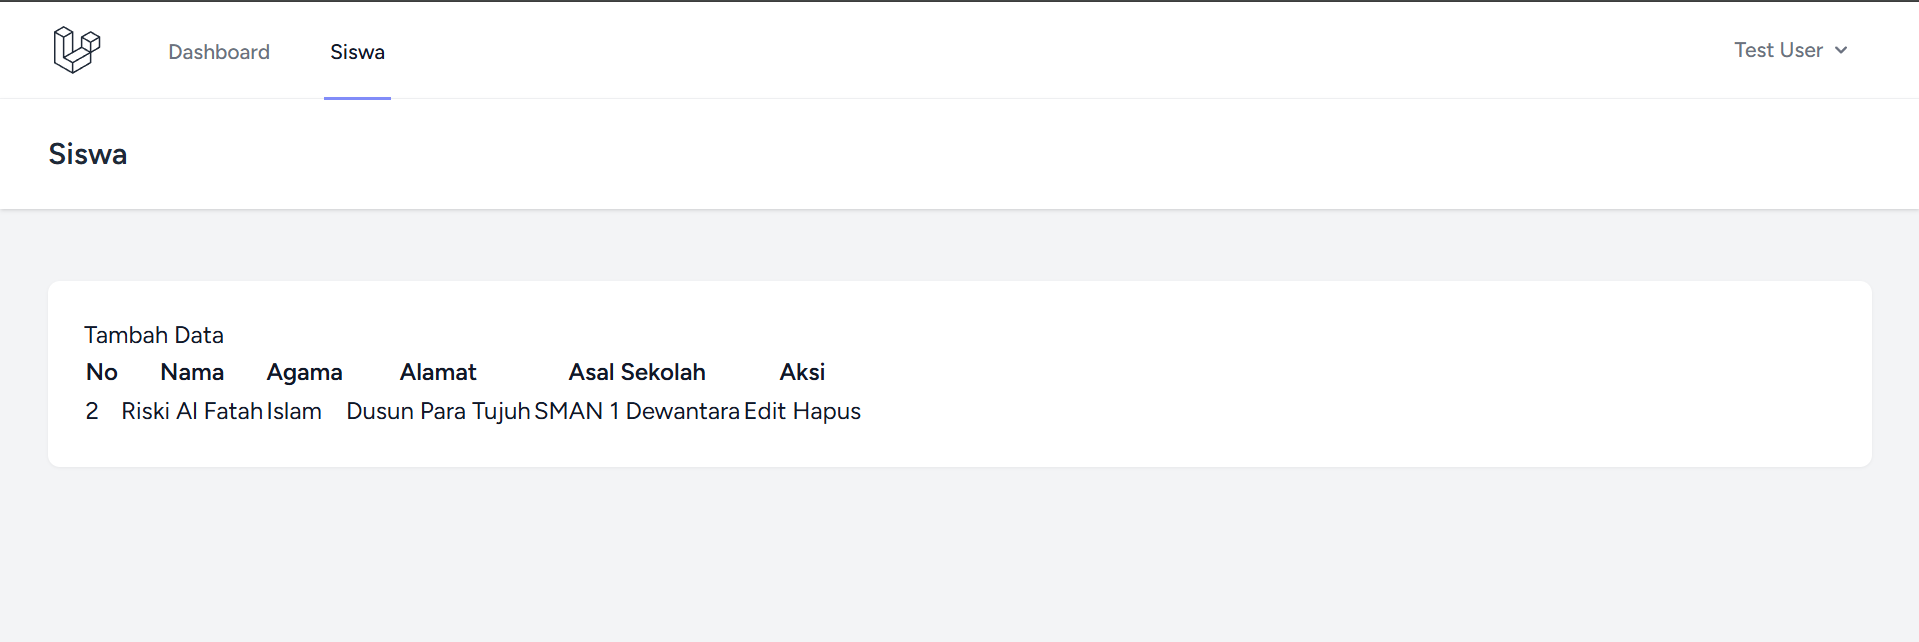 Dashboard Siswa Test User
Siswa
Tambah Data
No Nama Agama Alamat Asal Sekolah Aksi
2 Riski Al Fatah Islam Dusun Para Tujuh SMAN 1 Dewantara Edit Hapus